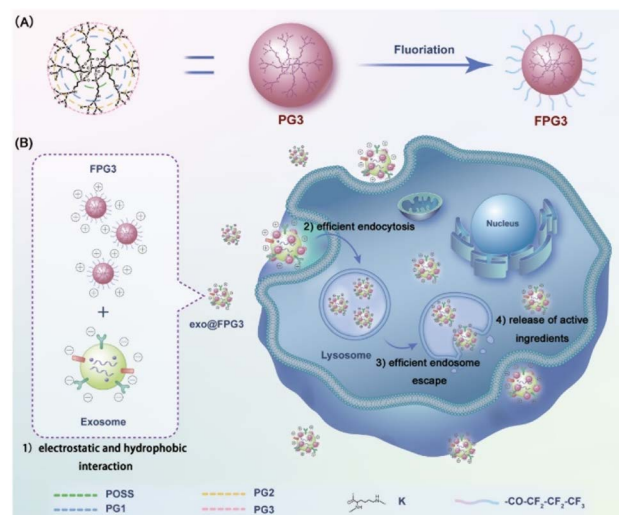 (A)
Fluoriation
PG3
FPG3
(B)
FPG3
+
Exosome
1) electrostatic and hydrophobic
interaction
exo@FPG3
2) efficient endocytosis
Nucleus
Lysosome
3) efficient endosome
escape
4) release of active
ingredients
POSS
PG1
PG2
PG3
K
-CO-CF₂-CF₂-CF₃